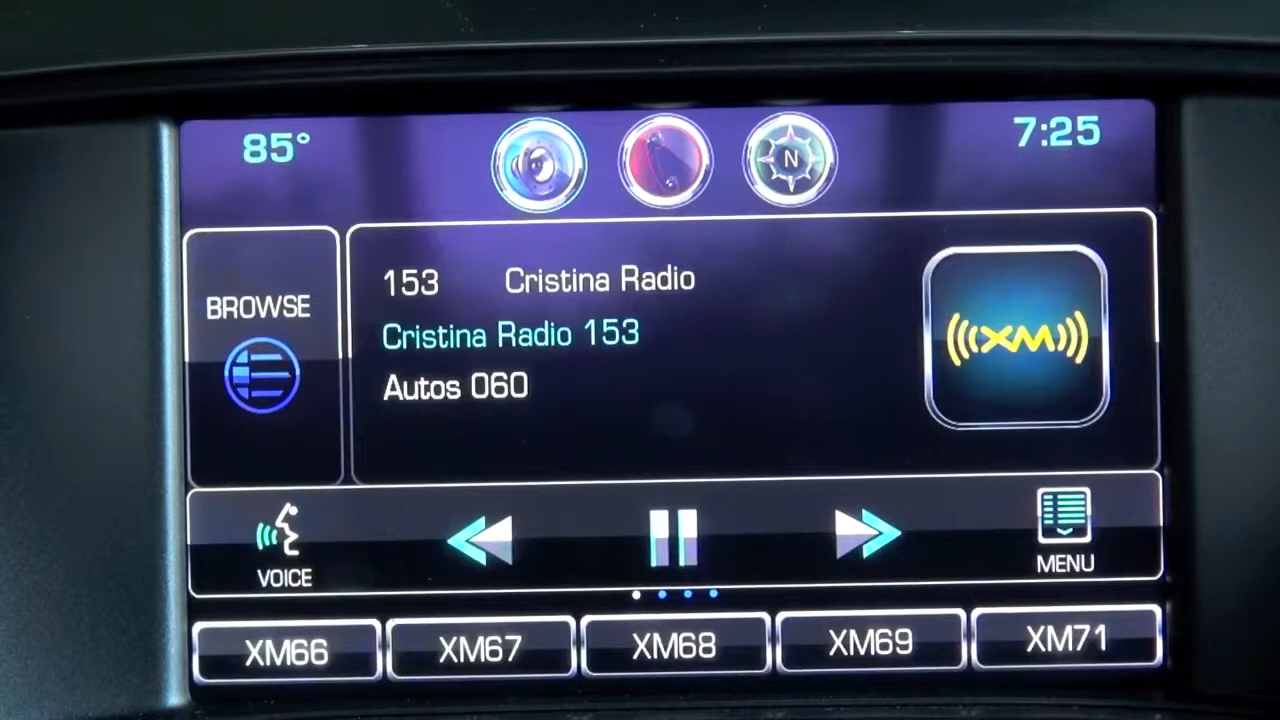 85°
N
7:25
BROWSE
153 Cristina Radio
Cristina Radio 153
Autos 060
XM
VOICE
MENU
XM66
XM67
XM68
XM69
XM71